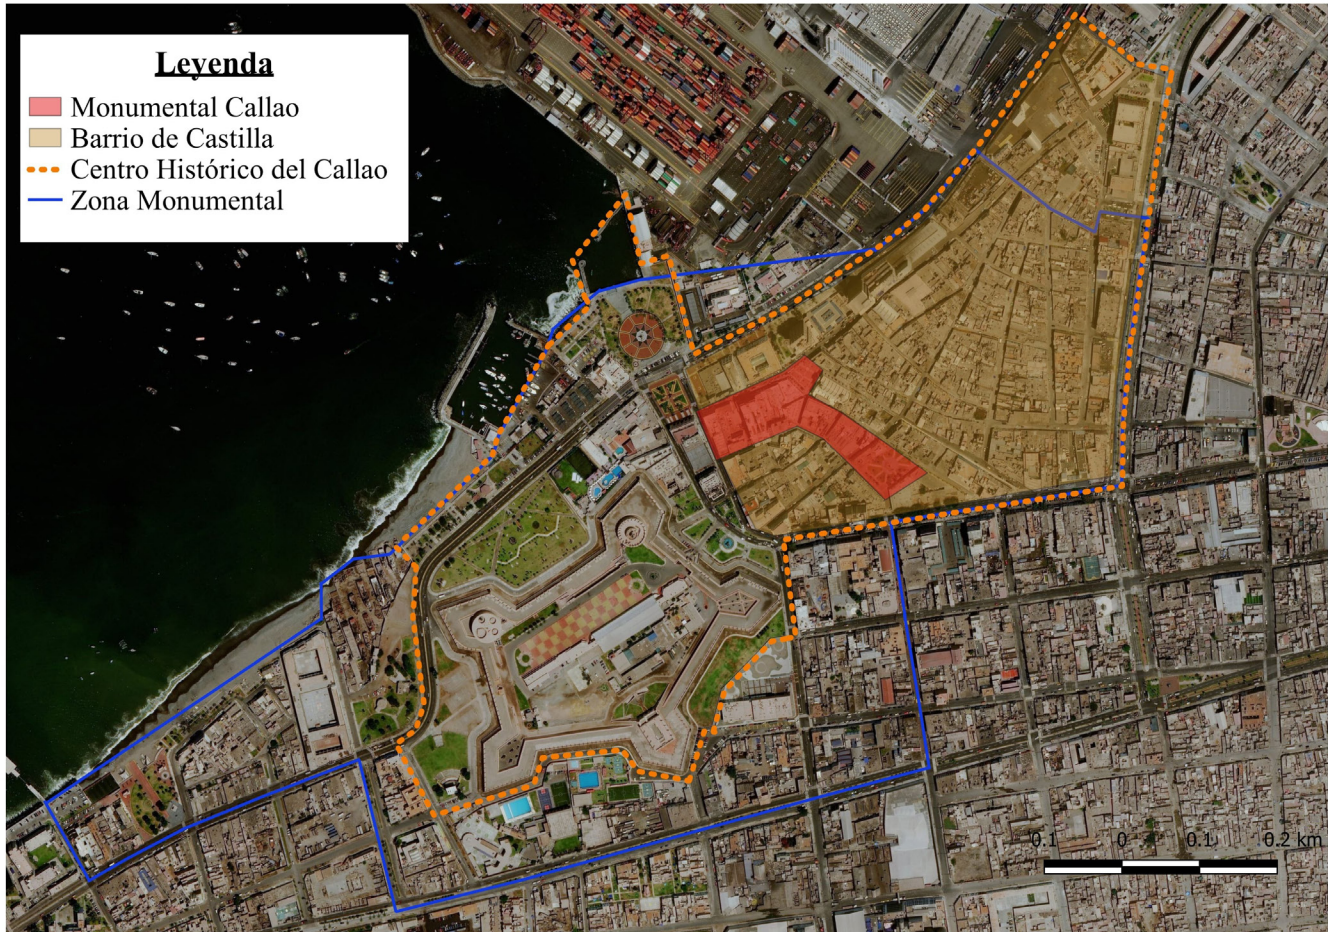 Leyenda
Monumental Callao
Barrio de Castilla
Centro Histórico del Callao
Zona Monumental
0.1 0 0.1 0.2 km